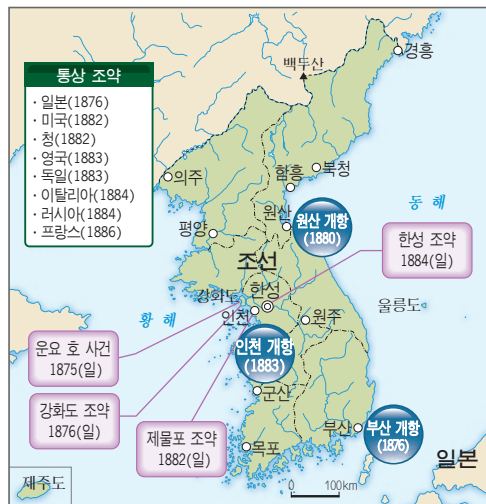 통상 조약
· 일본(1876)
· 미국(1882)
· 청(1882)
· 영국(1883)
· 독일(1883)
· 이탈리아(1884)
· 러시아(1884)
· 프랑스(1886)
백두산
경흥
의주
북청
함흥
동 해
원산
원산 개항
(1880)
평양
조선
한성 조약
1884(일)
강화도
한성
울릉도
황 해
인천
원주
운요 호 사건
1875(일)
인천 개항
(1883)
강화도 조약
1876(일)
군산
제물포 조약
1882(일)
부산
부산 개항
(1876)
목포
일본
제주도
0 100km